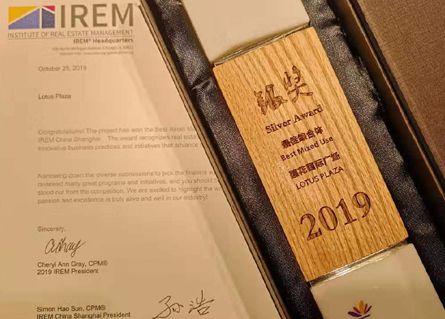 IREM
INSTITUTE OF REAL ESTATE MANAGEMENT
IREM® Headquarters
October 25, 2019
Lotus Plaza
Congratulations! The project has won the Best
IREM China Shanghai. The award recognizes real
innovative business practices and initiatives that advance
Narrowing down the diverse submissions to pick the finalists
reviewed many great programs and initiatives, and you should
stood out from the competition. We are excited to highlight the
passion and excellence is truly alive and well in our industry!
Sincerely,
Cheryl Ann Gray, CPM®
2019 IREM President
Simon Hao Sun, CPM®
IREM China Shanghai President
孙浩
银奖
Silver Award
最佳综合体
Best Mixed Use
莲花国际广场
LOTUS PLAZA
2019